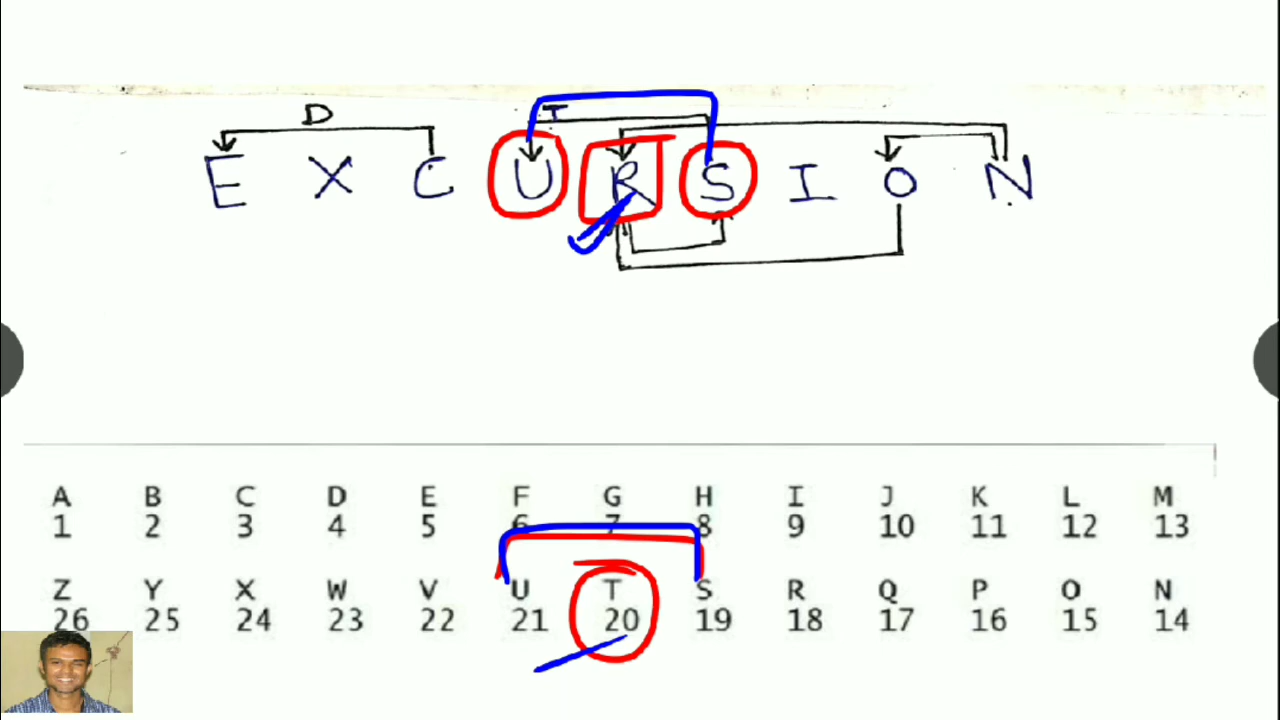 D T
E X C U R S I O N
A B C D E F G H I J K L M
1 2 3 4 5 6 7 8 9 10 11 12 13
Z Y X W V U T S R Q P O N
26 25 24 23 22 21 20 19 18 17 16 15 14